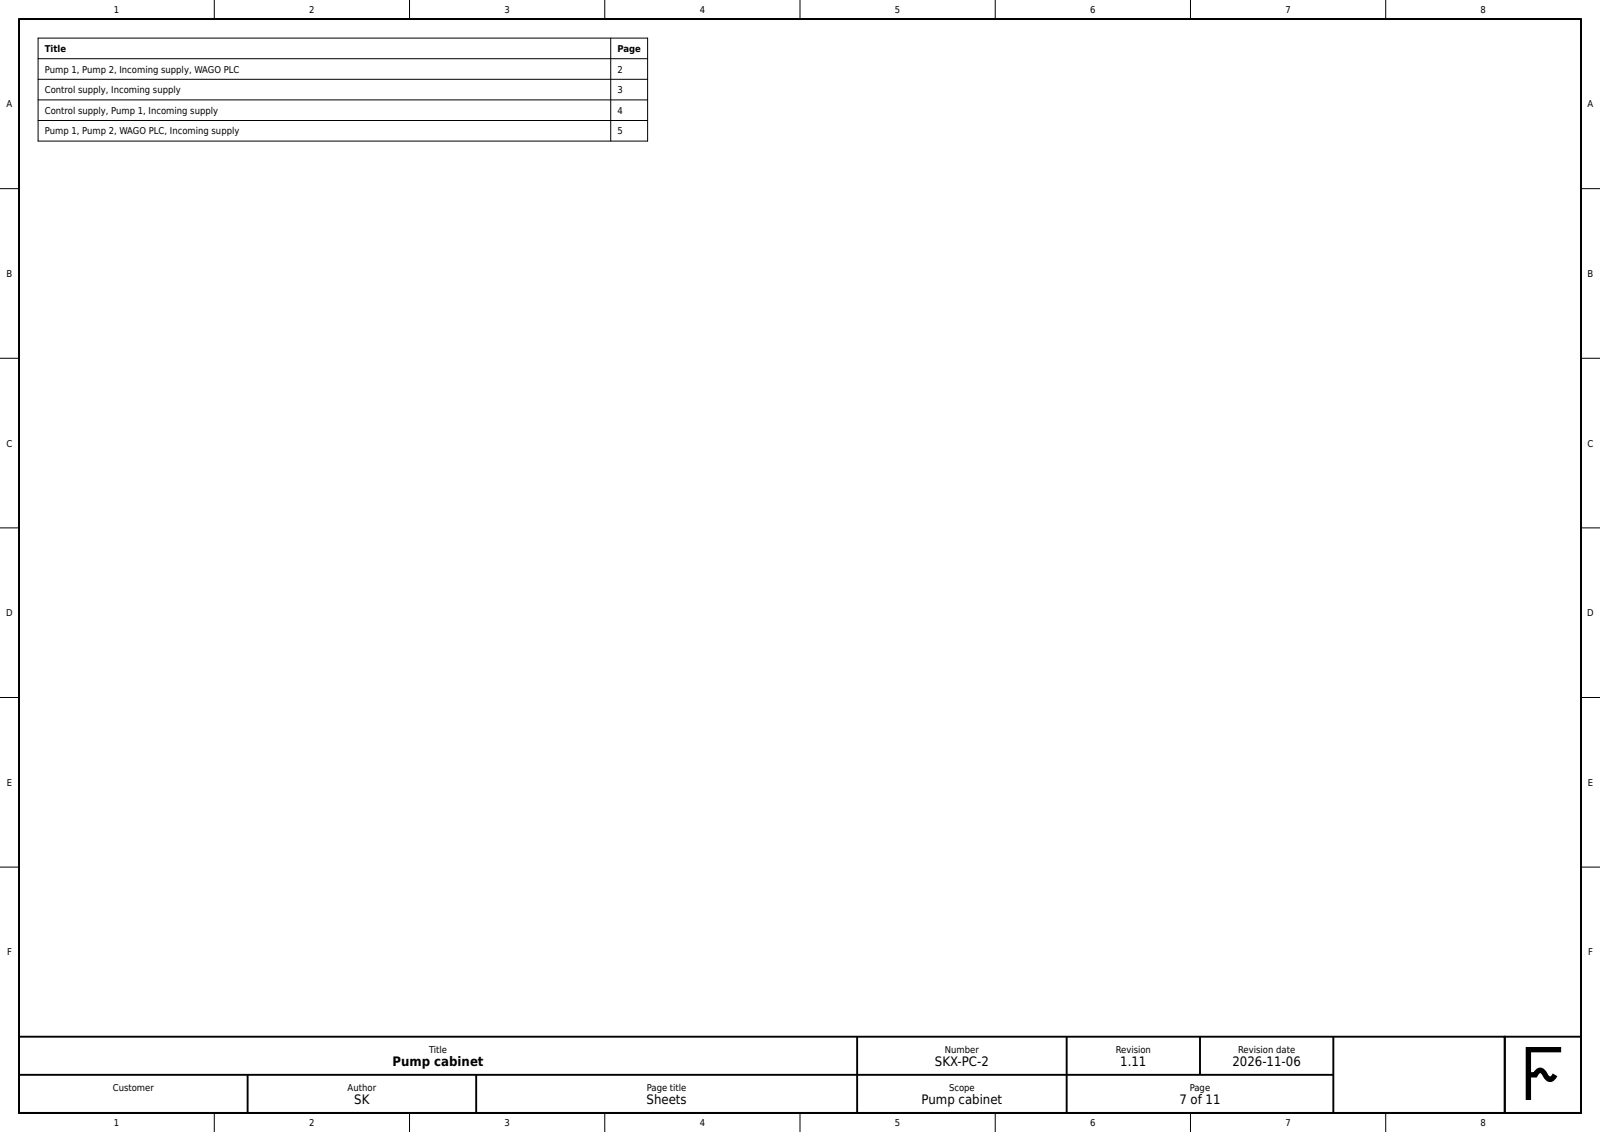 1 2 3 4 5 6 7 8
Title Page
Pump 1, Pump 2, Incoming supply, WAGO PLC 2
Control supply, Incoming supply 3
Control supply, Pump 1, Incoming supply 4
Pump 1, Pump 2, WAGO PLC, Incoming supply 5
A A
B B
C C
D D
E E
F F
Title Number Revision Revision date
Pump cabinet SKX-PC-2 1.11 2026-11-06
Customer Author Page title Scope Page
SK Sheets Pump cabinet 7 of 11
1 2 3 4 5 6 7 8